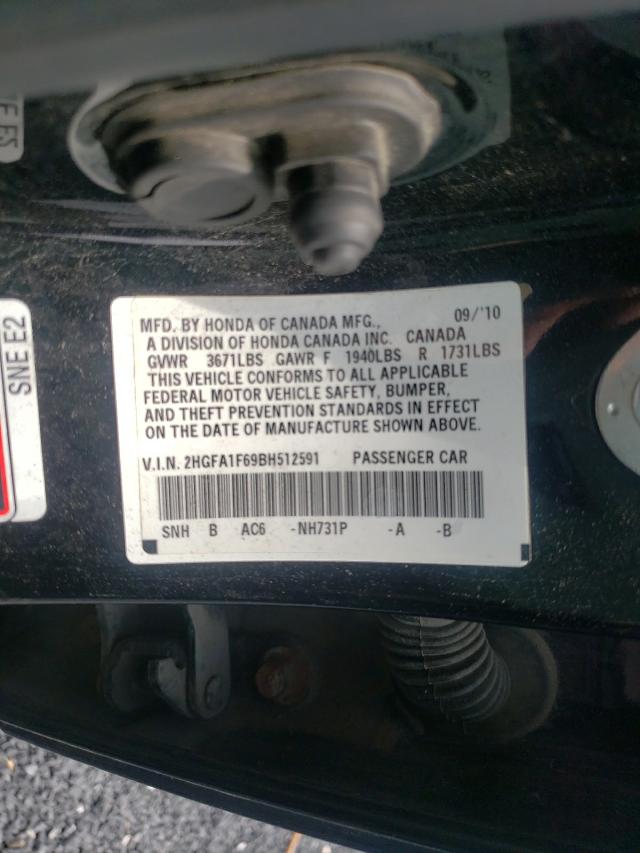 MFD. BY HONDA OF CANADA MFG., 09/'10
A DIVISION OF HONDA CANADA INC. CANADA
GVWR 3671LBS GAWR F 1940LBS R 1731LBS
THIS VEHICLE CONFORMS TO ALL APPLICABLE
FEDERAL MOTOR VEHICLE SAFETY, BUMPER,
AND THEFT PREVENTION STANDARDS IN EFFECT
ON THE DATE OF MANUFACTURE SHOWN ABOVE.
V.I.N. 2HGFA1F69BH512591 PASSENGER CAR
SNH B AC6 -NH731P -A -B
SNE E2